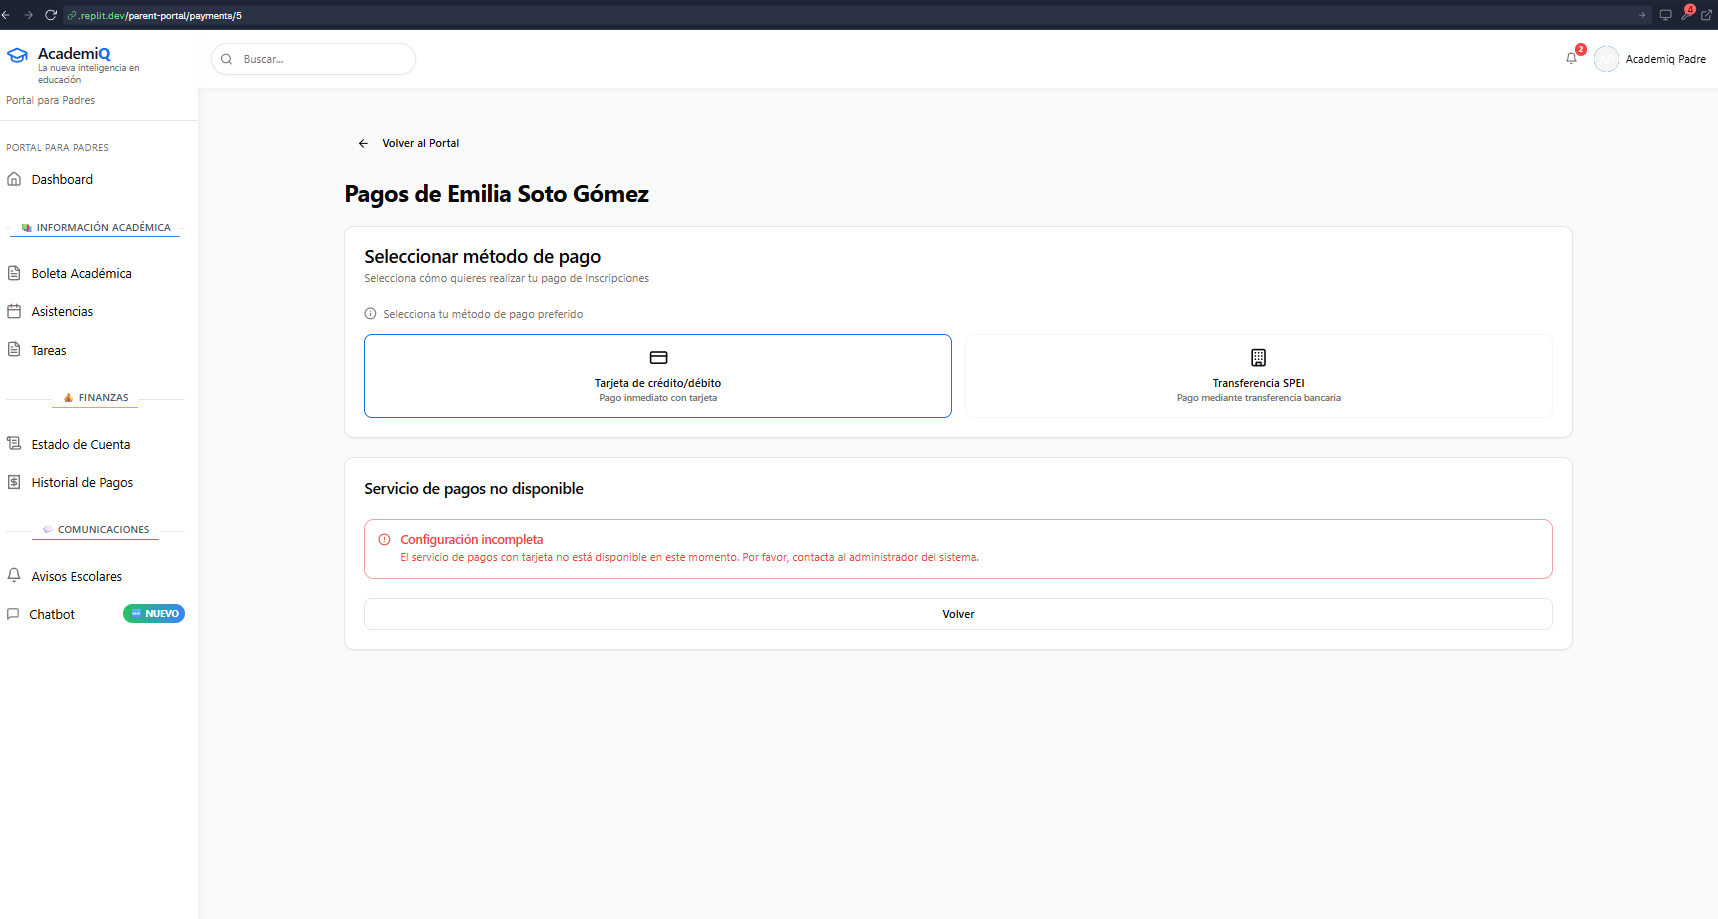 .replit.dev/parent-portal/payments/5
4
AcademiQ
La nueva inteligencia en
educación
Portal para Padres
Buscar...
2
Academiq Padre
PORTAL PARA PADRES
Dashboard
INFORMACIÓN ACADÉMICA
Boleta Académica
Asistencias
Tareas
FINANZAS
Estado de Cuenta
Historial de Pagos
COMUNICACIONES
Avisos Escolares
Chatbot
NUEVO
Volver al Portal
Pagos de Emilia Soto Gómez
Seleccionar método de pago
Selecciona cómo quieres realizar tu pago de Inscripciones
Selecciona tu método de pago preferido
Tarjeta de crédito/débito
Pago inmediato con tarjeta
Transferencia SPEI
Pago mediante transferencia bancaria
Servicio de pagos no disponible
Configuración incompleta
El servicio de pagos con tarjeta no está disponible en este momento. Por favor, contacta al administrador del sistema.
Volver